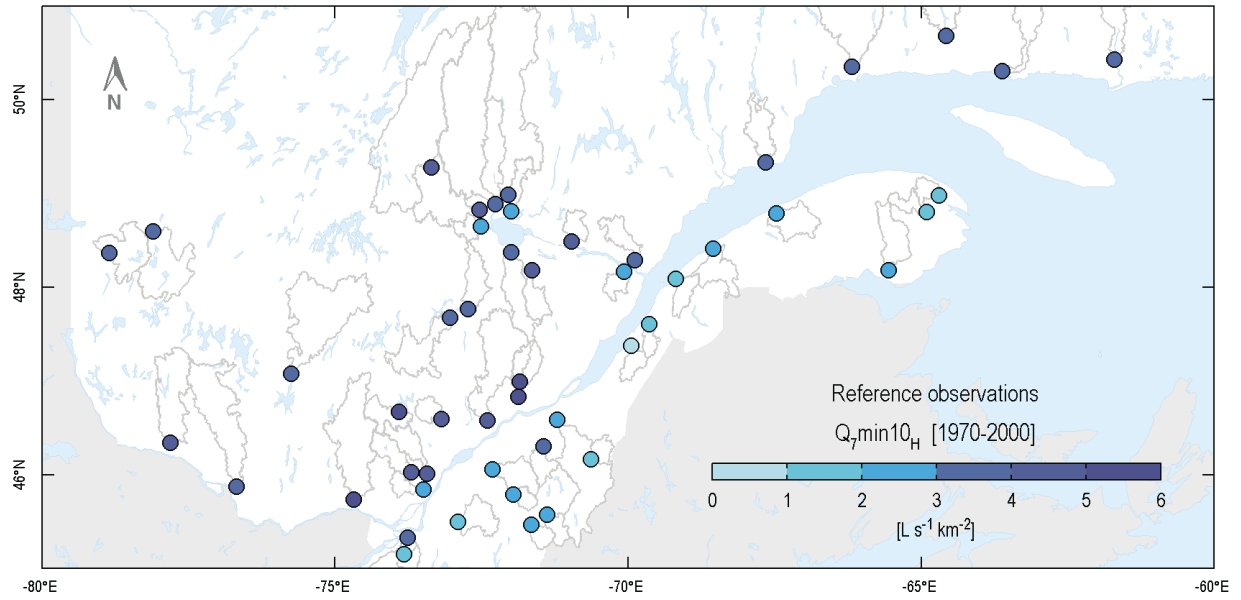 N
50°N
48°N
46°N
Reference observations
Q7min10H [1970-2000]
0 1 2 3 4 5 6
[L s-1 km-2]
-80°E -75°E -70°E -65°E -60°E